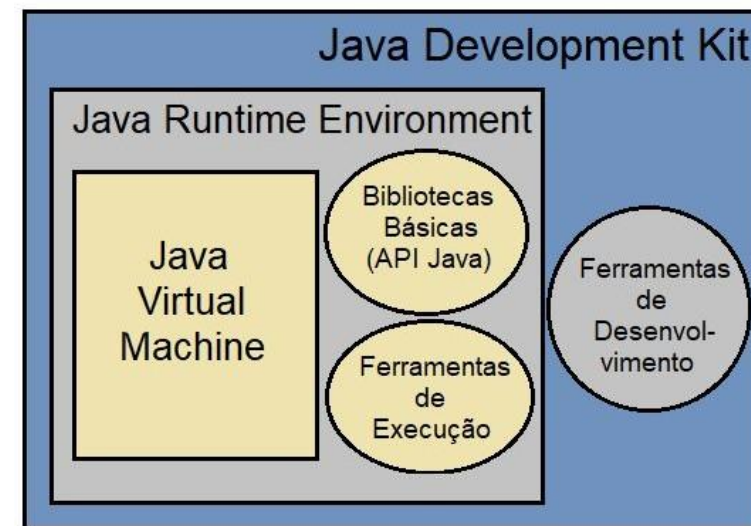 Java Development Kit
Java Runtime Environment
Java
Virtual
Machine
Bibliotecas
Básicas
(API Java)
Ferramentas
de
Execução
Ferramentas
de
Desenvol-
vimento